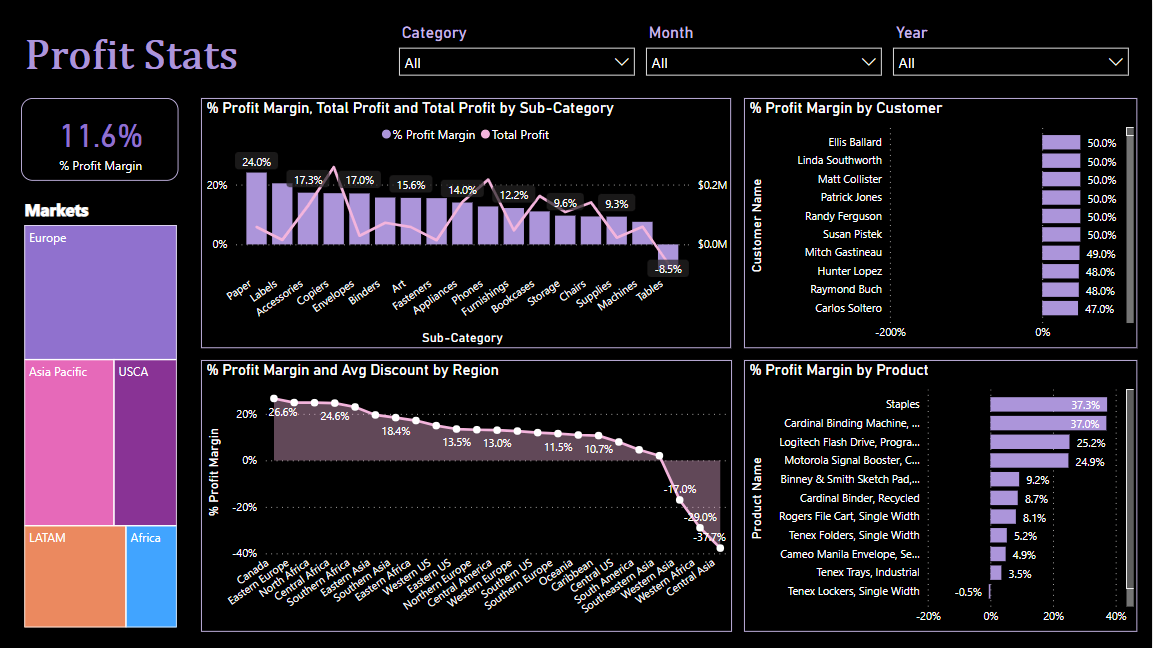 Profit Stats
Category
Month
Year
All
All
All
11.6%
% Profit Margin
Markets
Europe
Asia Pacific
USCA
LATAM
Africa
% Profit Margin, Total Profit and Total Profit by Sub-Category
% Profit Margin
Total Profit
24.0%
17.3%
17.0%
15.6%
14.0%
12.2%
9.6%
9.3%
-8.5%
20%
0%
$0.2M
$0.0M
Paper
Labels
Accessories
Copiers
Envelopes
Binders
Art
Fasteners
Appliances
Phones
Furnishings
Bookcases
Storage
Chairs
Supplies
Machines
Tables
Sub-Category
% Profit Margin by Customer
Customer Name
Ellis Ballard 50.0%
Linda Southworth 50.0%
Matt Collister 50.0%
Patrick Jones 50.0%
Randy Ferguson 50.0%
Susan Pistek 50.0%
Mitch Gastineau 49.0%
Hunter Lopez 48.0%
Raymond Buch 48.0%
Carlos Soltero 47.0%
-200%
0%
% Profit Margin and Avg Discount by Region
% Profit Margin
20%
0%
-20%
-40%
26.6%
24.6%
18.4%
13.5%
13.0%
11.5%
10.7%
-17.0%
-29.0%
-37.7%
Canada
Eastern Europe
North Africa
Central Africa
Southern Africa
Eastern Asia
Southern Asia
Eastern Africa
Western US
Eastern US
Northern Europe
Central America
Western Europe
Southern US
Southern Europe
Oceania
Caribbean
Central US
South America
Southeastern Asia
Western Asia
Western Africa
Central Asia
% Profit Margin by Product
Product Name
Staples 37.3%
Cardinal Binding Machine, ... 37.0%
Logitech Flash Drive, Progra... 25.2%
Motorola Signal Booster, C... 24.9%
Binney & Smith Sketch Pad,... 9.2%
Cardinal Binder, Recycled 8.7%
Rogers File Cart, Single Width 8.1%
Tenex Folders, Single Width 5.2%
Cameo Manila Envelope, Se... 4.9%
Tenex Trays, Industrial 3.5%
Tenex Lockers, Single Width -0.5%
-20%
0%
20%
40%